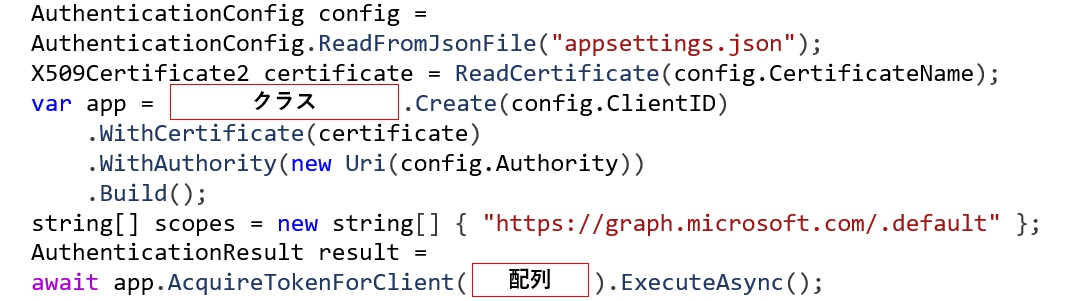 AuthenticationConfig config =
AuthenticationConfig.ReadFromJsonFile("appsettings.json");
X509Certificate2 certificate = ReadCertificate(config.CertificateName);
var app = クラス .Create(config.ClientID)
.WithCertificate(certificate)
.WithAuthority(new Uri(config.Authority))
.Build();
string[] scopes = new string[] { "https://graph.microsoft.com/.default" };
AuthenticationResult result =
await app.AcquireTokenForClient( 配列 ).ExecuteAsync();